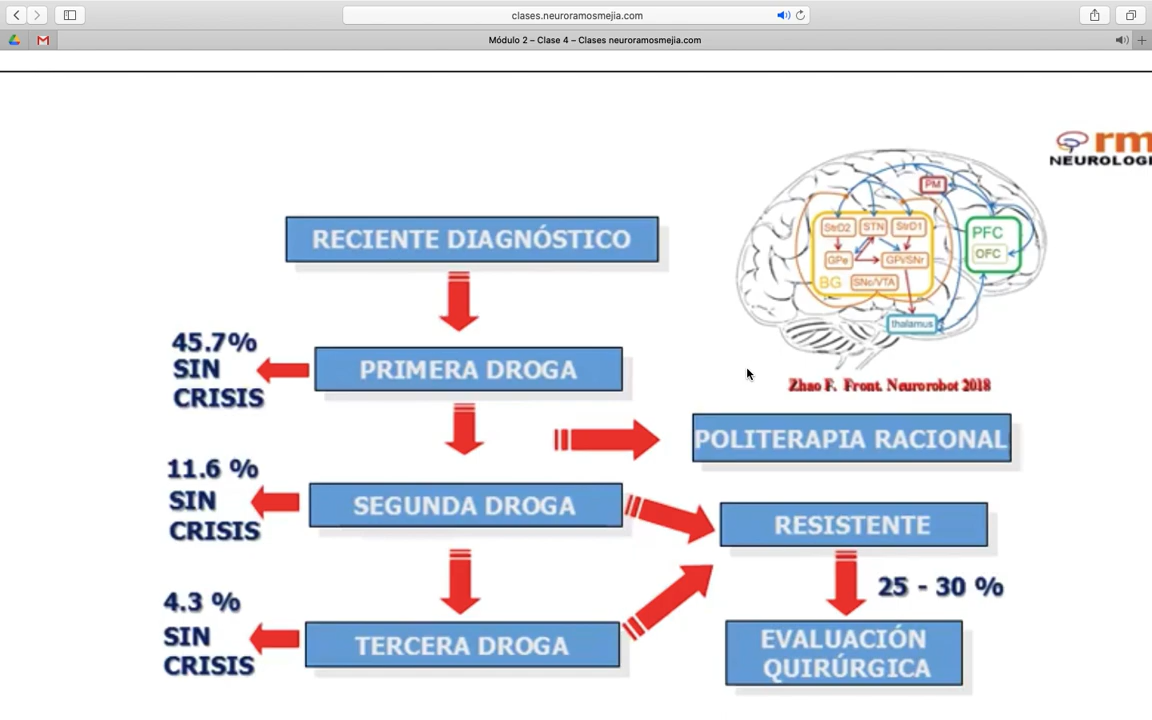 clases.neuroramosmejia.com
Módulo 2 – Clase 4 – Clases neuroramosmejia.com
rm
NEUROLOGI
RECIENTE DIAGNÓSTICO
PM
StrD2 STN StrD1
PFC
OFC
GPe GPi/SNr
BG SNc/VTA
thalamus
Zhao F. Front. Neurorobot 2018
45.7%
SIN
CRISIS
PRIMERA DROGA
POLITERAPIA RACIONAL
11.6 %
SIN
CRISIS
SEGUNDA DROGA
RESISTENTE
25 - 30 %
4.3 %
SIN
CRISIS
TERCERA DROGA
EVALUACIÓN
QUIRÚRGICA